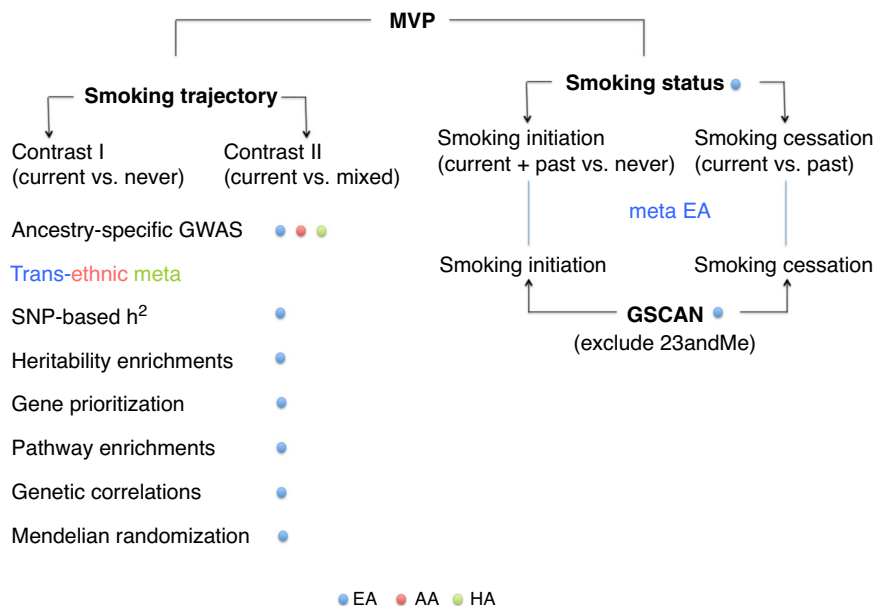 MVP
Smoking trajectory
Contrast I
(current vs. never)
Contrast II
(current vs. mixed)
Ancestry-specific GWAS
Trans-ethnic meta
SNP-based h²
Heritability enrichments
Gene prioritization
Pathway enrichments
Genetic correlations
Mendelian randomization
Smoking status
Smoking initiation
(current + past vs. never)
Smoking cessation
(current vs. past)
meta EA
Smoking initiation
Smoking cessation
GSCAN
(exclude 23andMe)
EA AA HA